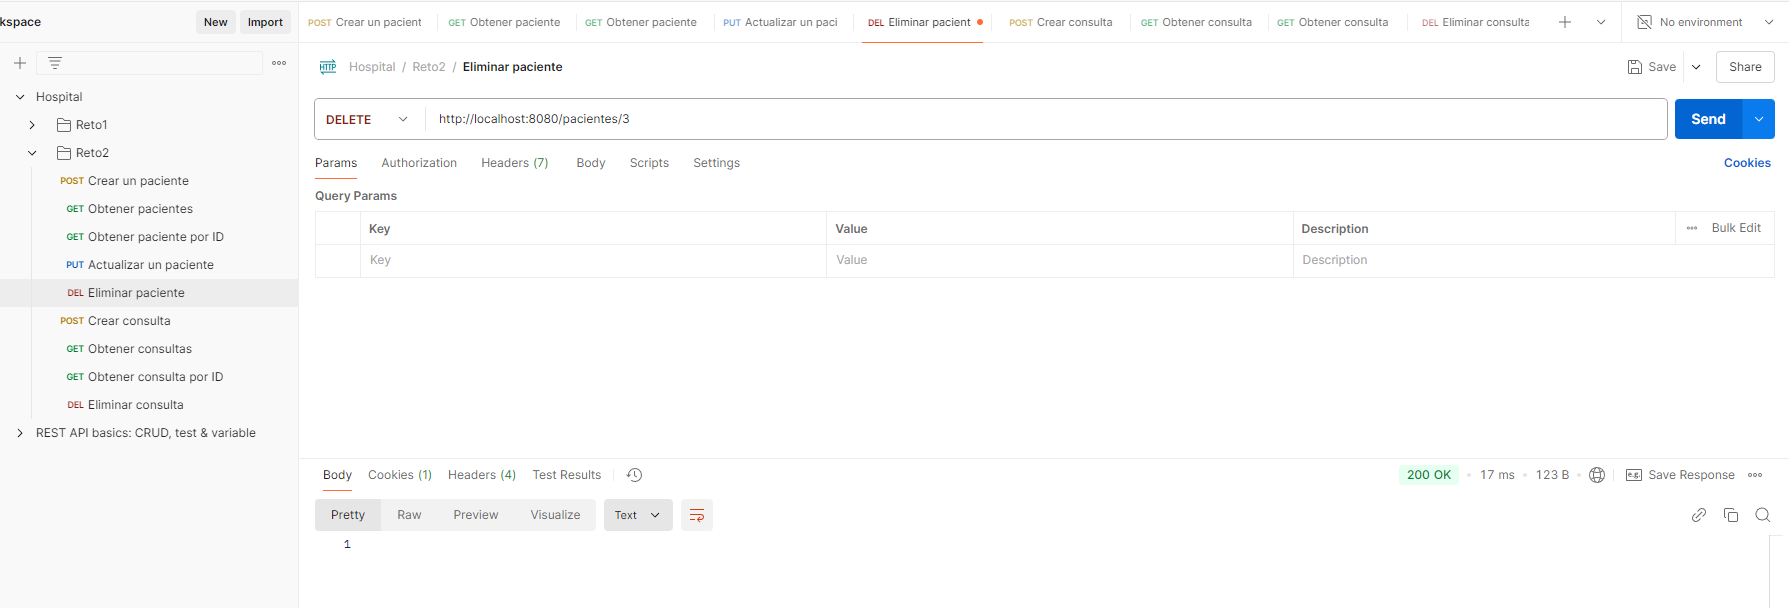 kspace New Import POST Crear un pacient GET Obtener paciente GET Obtener paciente PUT Actualizar un paci DEL Eliminar pacient POST Crear consulta GET Obtener consulta GET Obtener consulta DEL Eliminar consulta No environment
HTTP Hospital / Reto2 / Eliminar paciente Save Share
Hospital
Reto1
Reto2
POST Crear un paciente
GET Obtener pacientes
GET Obtener paciente por ID
PUT Actualizar un paciente
DEL Eliminar paciente
POST Crear consulta
GET Obtener consultas
GET Obtener consulta por ID
DEL Eliminar consulta
REST API basics: CRUD, test & variable
DELETE http://localhost:8080/pacientes/3 Send
Params Authorization Headers (7) Body Scripts Settings Cookies
Query Params
Key Value Description Bulk Edit
Key Value Description
Body Cookies (1) Headers (4) Test Results 200 OK 17 ms 123 B e.g. Save Response
Pretty Raw Preview Visualize Text
1